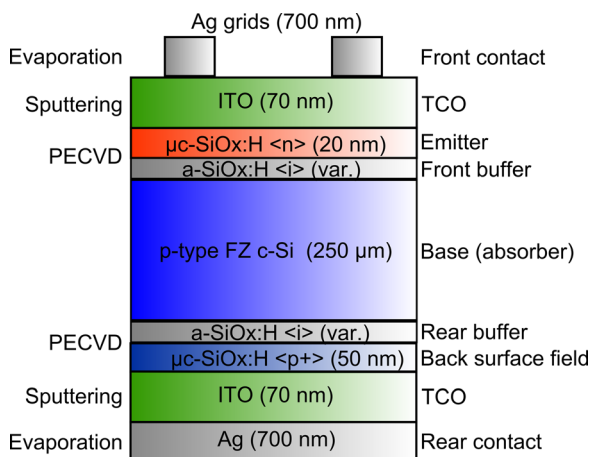 Ag grids (700 nm)
Evaporation
Front contact
Sputtering
ITO (70 nm)
TCO
PECVD
µc-SiOx:H <n> (20 nm)
Emitter
a-SiOx:H <i> (var.)
Front buffer
p-type FZ c-Si (250 µm)
Base (absorber)
PECVD
a-SiOx:H <i> (var.)
Rear buffer
µc-SiOx:H <p+> (50 nm)
Back surface field
Sputtering
ITO (70 nm)
TCO
Evaporation
Ag (700 nm)
Rear contact